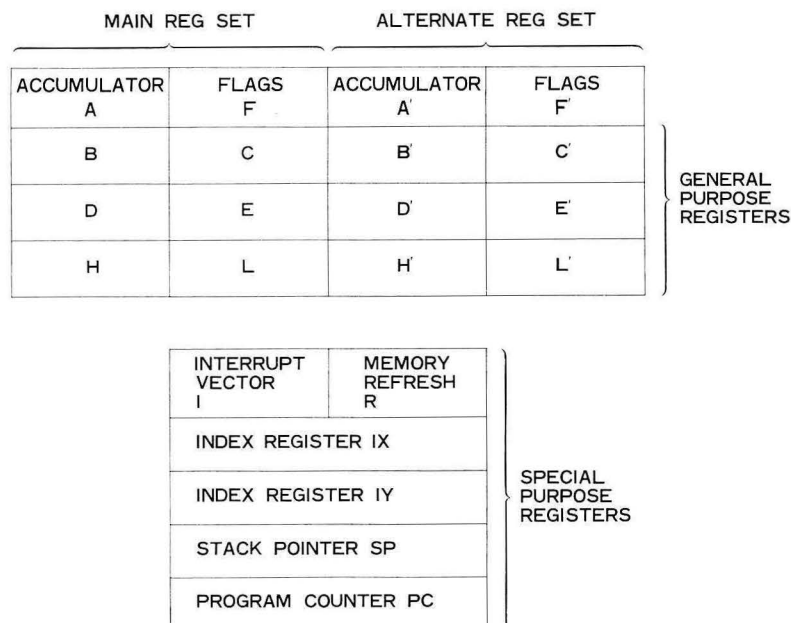 MAIN REG SET ALTERNATE REG SET
ACCUMULATOR FLAGS ACCUMULATOR FLAGS
A F A' F'
B C B' C'
D E D' E'
H L H' L'
GENERAL
PURPOSE
REGISTERS
INTERRUPT MEMORY
VECTOR REFRESH
I R
INDEX REGISTER IX
INDEX REGISTER IY
STACK POINTER SP
PROGRAM COUNTER PC
SPECIAL
PURPOSE
REGISTERS